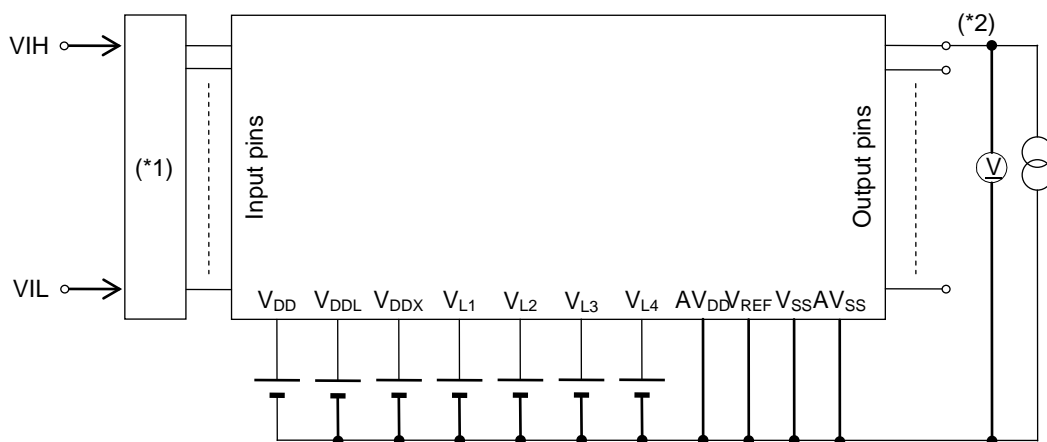 (*2)
VIH
(*1)
Input pins
Output pins
V
VIL
VDD VDDL VDDX VL1 VL2 VL3 VL4 AVDD VREF VSS AVSS